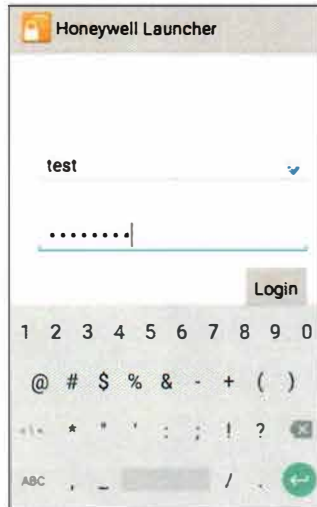 Honeywell Launcher
test
••••••••
Login
1 2 3 4 5 6 7 8 9 0
@ # $ % & - + ( )
* " ' : ; ! ?
ABC , _ / .